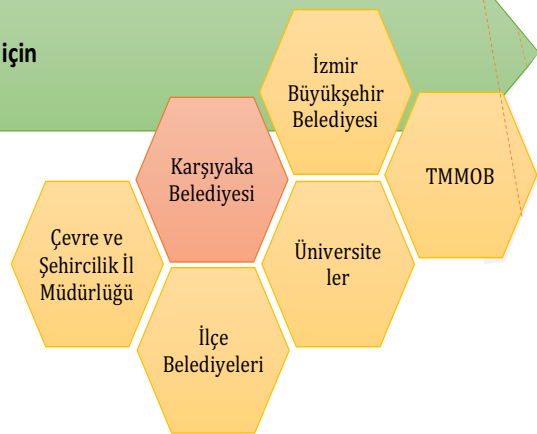 için
İzmir
Büyükşehir
Belediyesi
Karşıyaka
Belediyesi
TMMOB
Çevre ve
Şehircilik İl
Müdürlüğü
Üniversite
ler
İlçe
Belediyeleri